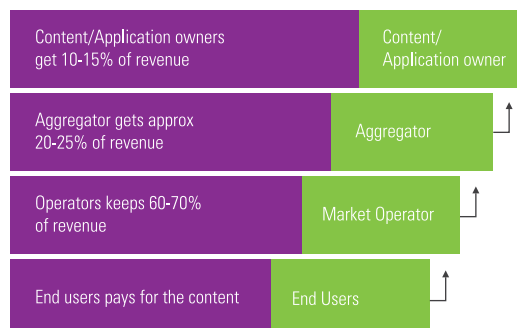 Content/Application owners
get 10-15% of revenue
Content/
Application owner
Aggregator gets approx
20-25% of revenue
Aggregator
Operators keeps 60-70%
of revenue
Market Operator
End users pays for the content
End Users